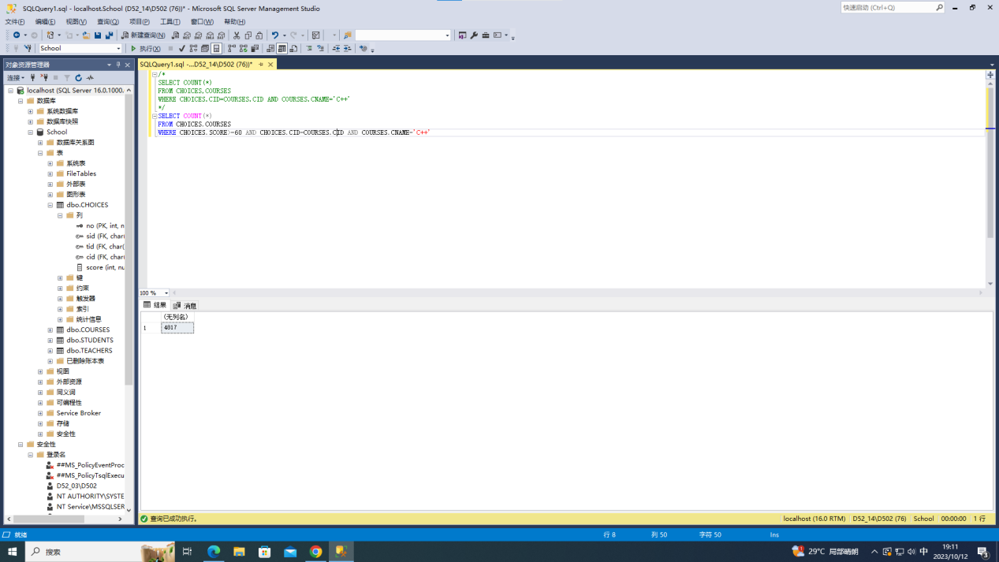 SQLQuery1.sql - localhost.School (D52_14\D502 (76))* - Microsoft SQL Server Management Studio
快速启动 (Ctrl+Q)
文件(F) 编辑(E) 视图(V) 查询(Q) 项目(P) 工具(T) 窗口(W) 帮助(H)
新建查询(N)
School 执行(X)
对象资源管理器
连接
localhost (SQL Server 16.0.1000.
数据库
系统数据库
数据库快照
School
数据库关系图
表
系统表
FileTables
外部表
图形表
dbo.CHOICES
列
no (PK, int, n
sid (FK, char(
tid (FK, char(
cid (FK, char(
score (int, nu
键
约束
触发器
索引
统计信息
dbo.COURSES
dbo.STUDENTS
dbo.TEACHERS
已删除账本表
视图
外部资源
同义词
可编程性
Service Broker
存储
安全性
安全性
登录名
##MS_PolicyEventProc
##MS_PolicyTsqlExecu
D52_03\D502
NT AUTHORITY\SYSTE
NT Service\MSSQLSER
SQLQuery1.sql -...D52_14\D502 (76))*
/*
SELECT COUNT(*)
FROM CHOICES.COURSES
WHERE CHOICES.CID=COURSES.CID AND COURSES.CNAME='C++'
*/
SELECT COUNT(*)
FROM CHOICES.COURSES
WHERE CHOICES.SCORE>=60 AND CHOICES.CID=COURSES.CID AND COURSES.CNAME='C++'
100 %
结果 消息
(无列名)
1 4817
查询已成功执行。 localhost (16.0 RTM) D52_14\D502 (76) School 00:00:00 1 行
就绪 行 8 列 50 字符 50 Ins
搜索 29°C 局部晴朗 中 19:11
2023/10/12 3